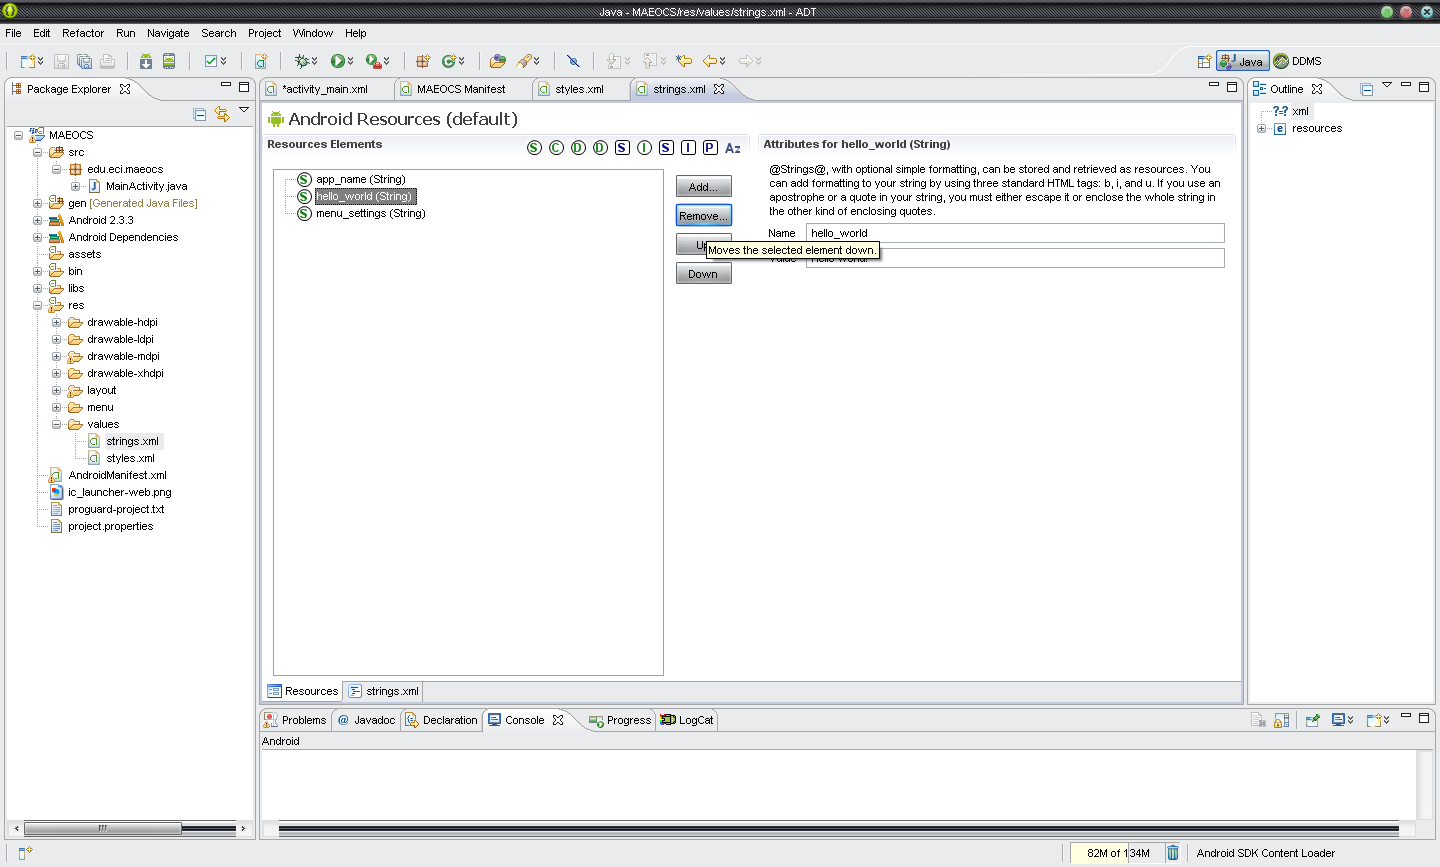 Java - MAEOCS/res/values/strings.xml - ADT
File Edit Refactor Run Navigate Search Project Window Help
Java DDMS
Package Explorer
MAEOCS
src
edu.eci.maeocs
MainActivity.java
gen [Generated Java Files]
Android 2.3.3
Android Dependencies
assets
bin
libs
res
drawable-hdpi
drawable-ldpi
drawable-mdpi
drawable-xhdpi
layout
menu
values
strings.xml
styles.xml
AndroidManifest.xml
ic_launcher-web.png
proguard-project.txt
project.properties
*activity_main.xml MAEOCS Manifest styles.xml strings.xml
Android Resources (default)
Resources Elements
S C D D S I S I P Az
app_name (String)
hello_world (String)
menu_settings (String)
Add...
Remove...
Up
Down
Moves the selected element down.
Attributes for hello_world (String)
@Strings@, with optional simple formatting, can be stored and retrieved as resources. You
can add formatting to your string by using three standard HTML tags: b, i, and u. If you use an
apostrophe or a quote in your string, you must either escape it or enclose the whole string in
the other kind of enclosing quotes.
Name hello_world
Value Hello world!
Resources strings.xml
Outline
xml
resources
Problems Javadoc Declaration Console Progress LogCat
Android
82M of 134M
Android SDK Content Loader